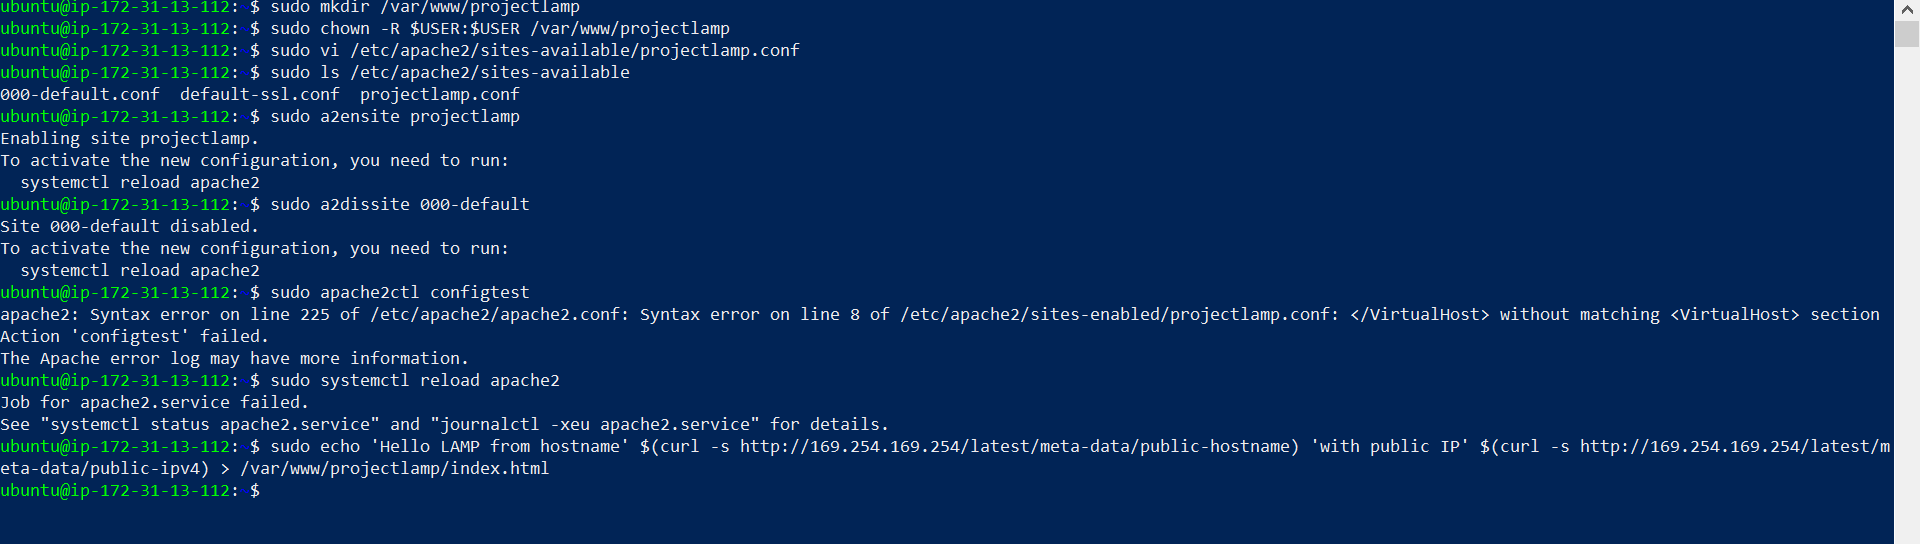 ubuntu@ip-172-31-13-112:~$ sudo mkdir /var/www/projectlamp
ubuntu@ip-172-31-13-112:~$ sudo chown -R $USER:$USER /var/www/projectlamp
ubuntu@ip-172-31-13-112:~$ sudo vi /etc/apache2/sites-available/projectlamp.conf
ubuntu@ip-172-31-13-112:~$ sudo ls /etc/apache2/sites-available
000-default.conf  default-ssl.conf  projectlamp.conf
ubuntu@ip-172-31-13-112:~$ sudo a2ensite projectlamp
Enabling site projectlamp.
To activate the new configuration, you need to run:
  systemctl reload apache2
ubuntu@ip-172-31-13-112:~$ sudo a2dissite 000-default
Site 000-default disabled.
To activate the new configuration, you need to run:
  systemctl reload apache2
ubuntu@ip-172-31-13-112:~$ sudo apache2ctl configtest
apache2: Syntax error on line 225 of /etc/apache2/apache2.conf: Syntax error on line 8 of /etc/apache2/sites-enabled/projectlamp.conf: </VirtualHost> without matching <VirtualHost> section
Action 'configtest' failed.
The Apache error log may have more information.
ubuntu@ip-172-31-13-112:~$ sudo systemctl reload apache2
Job for apache2.service failed.
See "systemctl status apache2.service" and "journalctl -xeu apache2.service" for details.
ubuntu@ip-172-31-13-112:~$ sudo echo 'Hello LAMP from hostname' $(curl -s http://169.254.169.254/latest/meta-data/public-hostname) 'with public IP' $(curl -s http://169.254.169.254/latest/m
eta-data/public-ipv4) > /var/www/projectlamp/index.html
ubuntu@ip-172-31-13-112:~$